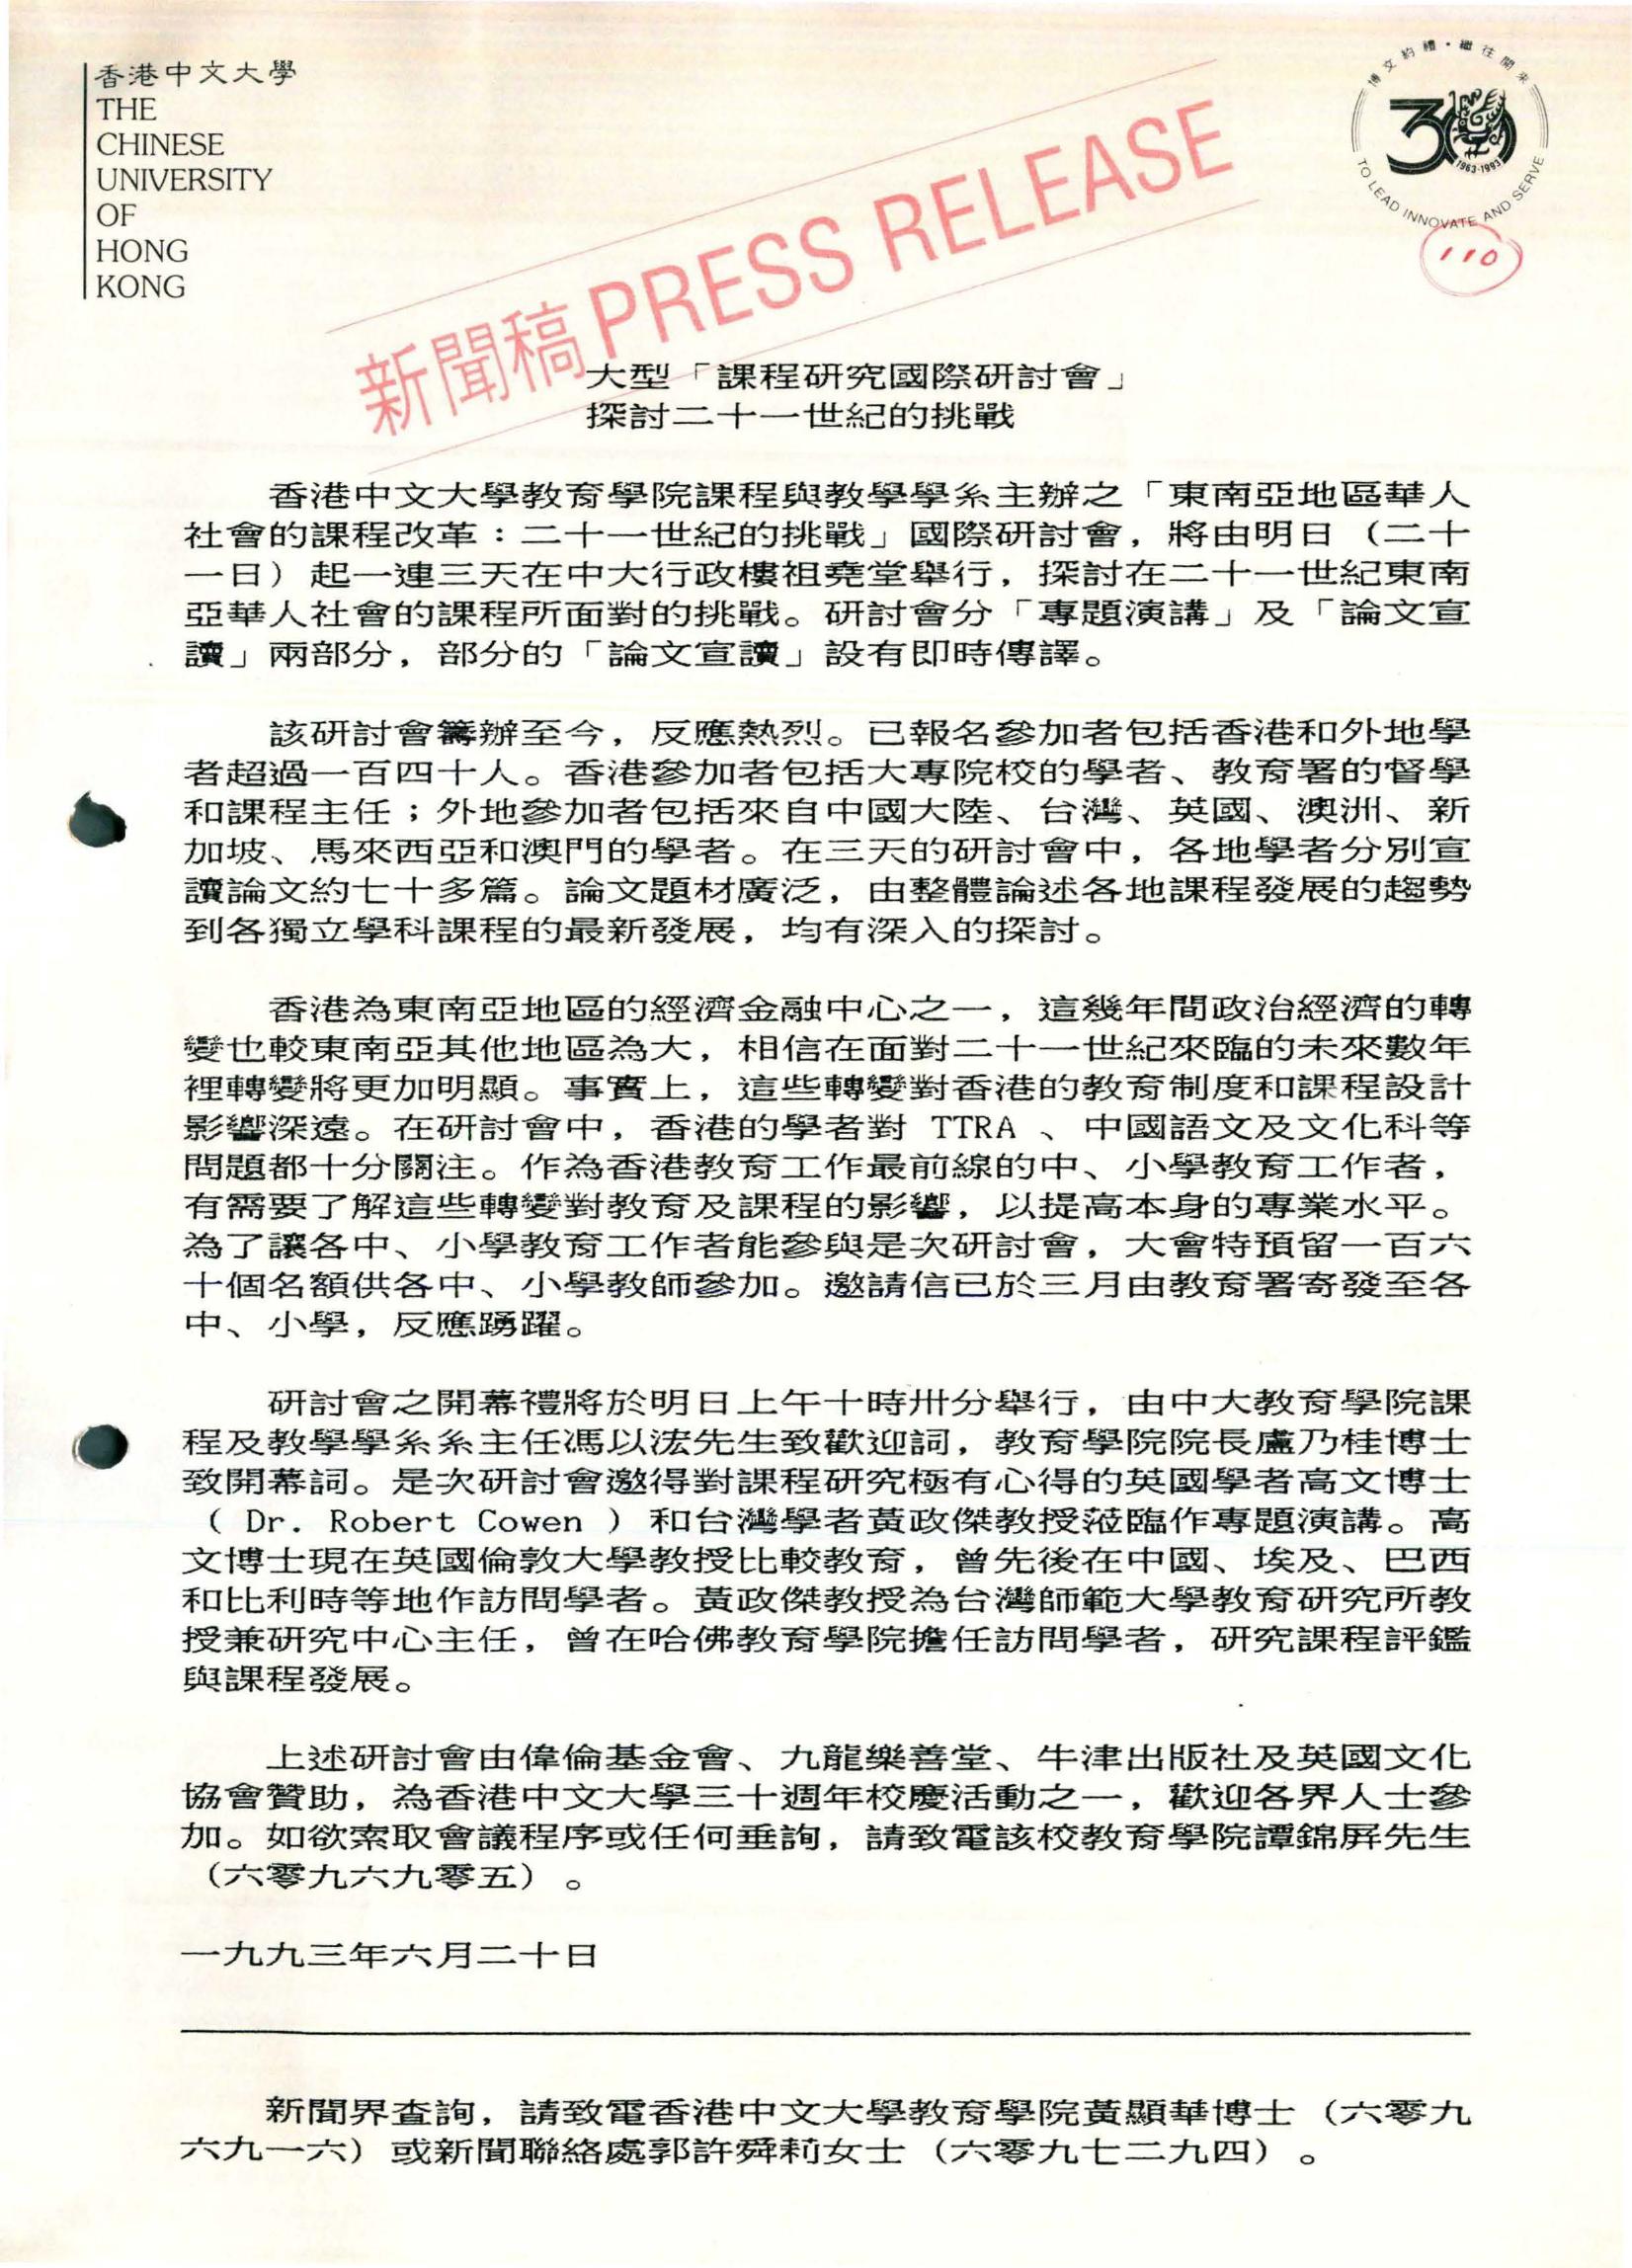 香港中文大學
THE
CHINESE
UNIVERSITY
OF
HONG
KONG
博文約禮·繼往開來
30
1963-1993
TO LEAD INNOVATE AND SERVE
110
新聞稿 PRESS RELEASE
大型「課程研究國際研討會」
探討二十一世紀的挑戰
香港中文大學教育學院課程與教學學系主辦之「東南亞地區華人
社會的課程改革：二十一世紀的挑戰」國際研討會，將由明日（二十
一日）起一連三天在中大行政樓祖堯堂舉行，探討在二十一世紀東南
亞華人社會的課程所面對的挑戰。研討會分「專題演講」及「論文宣
讀」兩部分，部分的「論文宣讀」設有即時傳譯。
該研討會籌辦至今，反應熱烈。已報名參加者包括香港和外地學
者超過一百四十人。香港參加者包括大專院校的學者、教育署的督學
和課程主任；外地參加者包括來自中國大陸、台灣、英國、澳洲、新
加坡、馬來西亞和澳門的學者。在三天的研討會中，各地學者分別宣
讀論文約七十多篇。論文題材廣泛，由整體論述各地課程發展的趨勢
到各獨立學科課程的最新發展，均有深入的探討。
香港為東南亞地區的經濟金融中心之一，這幾年間政治經濟的轉
變也較東南亞其他地區為大，相信在面對二十一世紀來臨的未來數年
裡轉變將更加明顯。事實上，這些轉變對香港的教育制度和課程設計
影響深遠。在研討會中，香港的學者對 TTRA 、中國語文及文化科等
問題都十分關注。作為香港教育工作最前線的中、小學教育工作者，
有需要了解這些轉變對教育及課程的影響，以提高本身的專業水平。
為了讓各中、小學教育工作者能參與是次研討會，大會特預留一百六
十個名額供各中、小學教師參加。邀請信已於三月由教育署寄發至各
中、小學，反應踴躍。
研討會之開幕禮將於明日上午十時卅分舉行，由中大教育學院課
程及教學學系系主任馮以浤先生致歡迎詞，教育學院院長盧乃桂博士
致開幕詞。是次研討會邀得對課程研究極有心得的英國學者高文博士
（ Dr. Robert Cowen ）和台灣學者黃政傑教授蒞臨作專題演講。高
文博士現在英國倫敦大學教授比較教育，曾先後在中國、埃及、巴西
和比利時等地作訪問學者。黃政傑教授為台灣師範大學教育研究所教
授兼研究中心主任，曾在哈佛教育學院擔任訪問學者，研究課程評鑑
與課程發展。
上述研討會由偉倫基金會、九龍樂善堂、牛津出版社及英國文化
協會贊助，為香港中文大學三十週年校慶活動之一，歡迎各界人士參
加。如欲索取會議程序或任何垂詢，請致電該校教育學院譚錦屏先生
（六零九六九零五）。
一九九三年六月二十日
新聞界查詢，請致電香港中文大學教育學院黃顯華博士（六零九
六九一六）或新聞聯絡處郭許舜莉女士（六零九七二九四）。